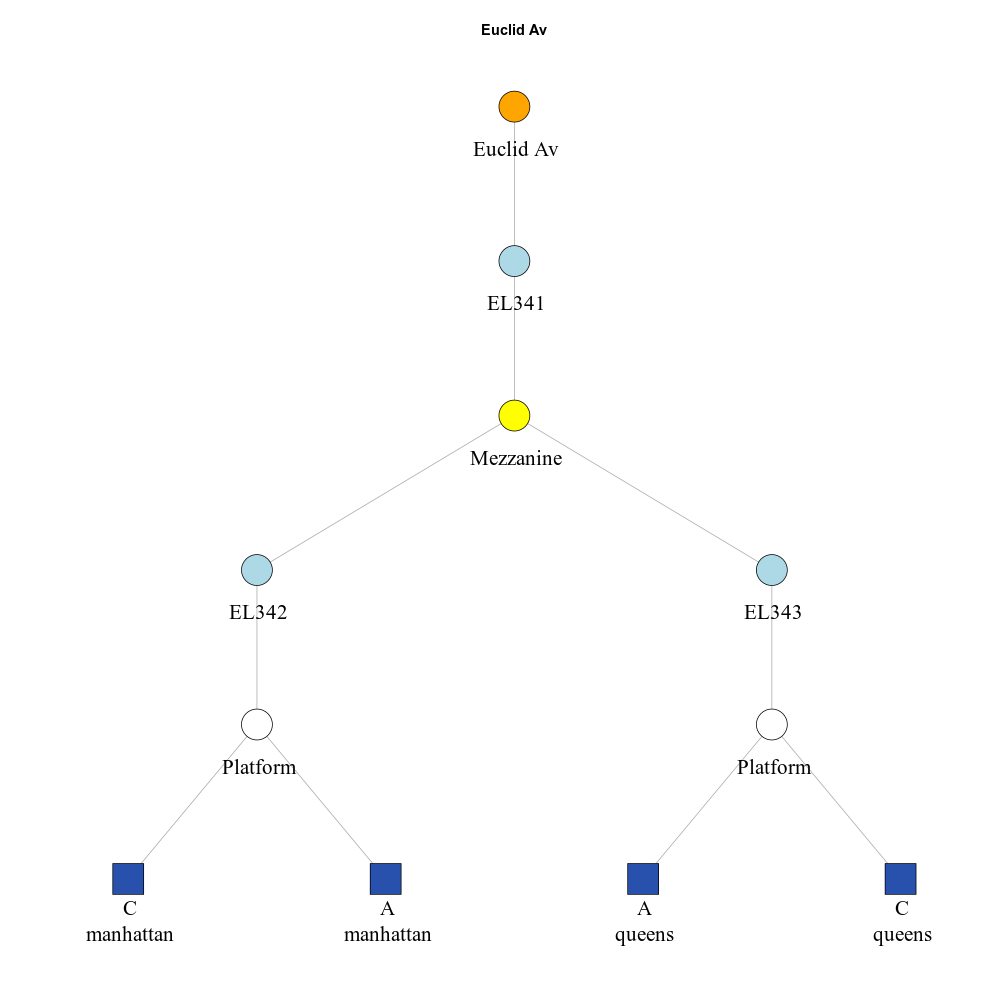 Euclid Av
Euclid Av
EL341
Mezzanine
EL342
EL343
Platform
Platform
C
manhattan
A
manhattan
A
queens
C
queens